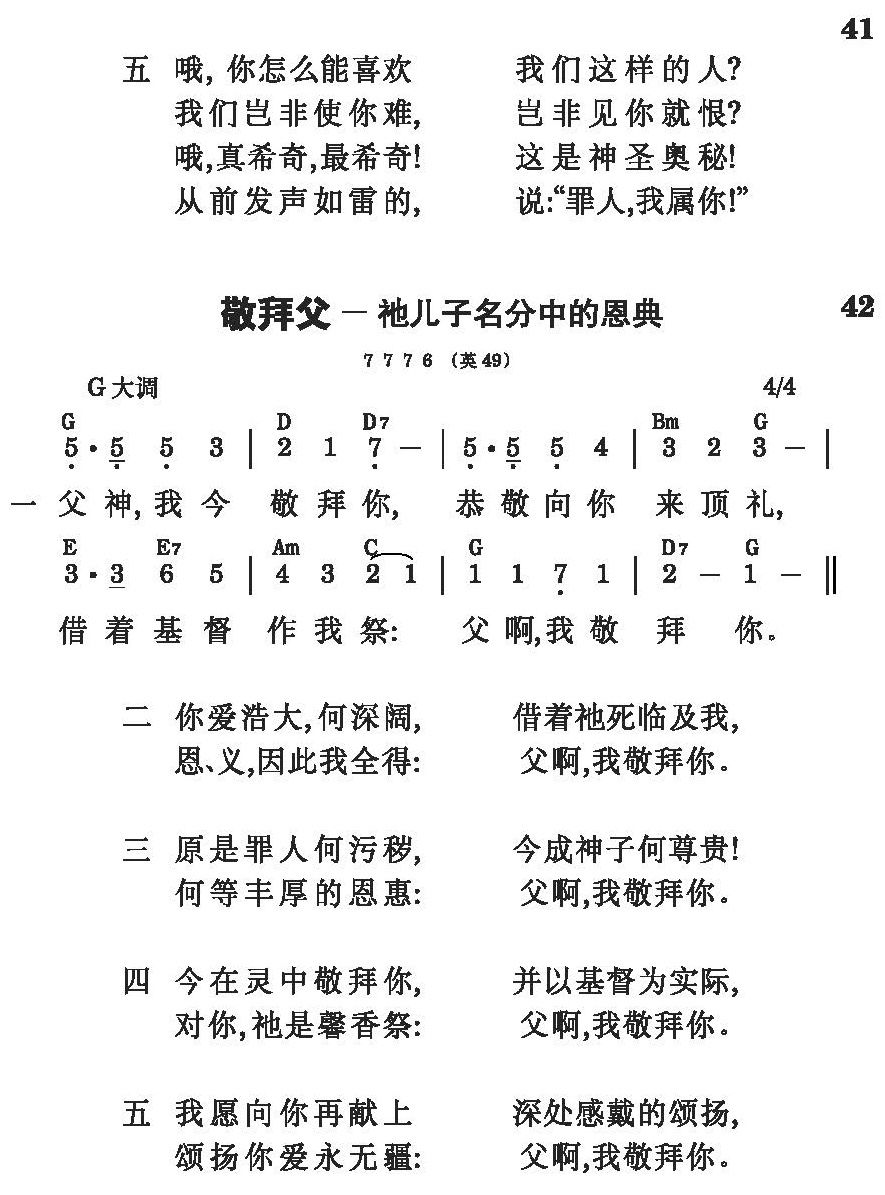 41
五 哦, 你怎么能喜欢 我们这样的人?
我们岂非使你难, 岂非见你就恨?
哦,真希奇,最希奇! 这是神圣奥秘!
从前发声如雷的, 说:“罪人,我属你!”
敬拜父 — 祂儿子名分中的恩典 42
7 7 7 6 (英49)
G大调 4/4
G D D7 Bm G
5 · 5 5 3 | 2 1 7 — | 5 · 5 5 4 | 3 2 3 — |
一 父神,我今 敬拜你, 恭敬向你 来顶礼,
E E7 Am C G D7 G
3 · 3 6 5 | 4 3 2 1 | 1 1 7 1 | 2 — 1 — ‖
借着基督 作我祭: 父啊,我敬 拜 你。
二 你爱浩大,何深阔, 借着祂死临及我,
恩、义,因此我全得: 父啊,我敬拜你。
三 原是罪人何污秽, 今成神子何尊贵!
何等丰厚的恩惠: 父啊,我敬拜你。
四 今在灵中敬拜你, 并以基督为实际,
对你,祂是馨香祭: 父啊,我敬拜你。
五 我愿向你再献上 深处感戴的颂扬,
颂扬你爱永无疆: 父啊,我敬拜你。